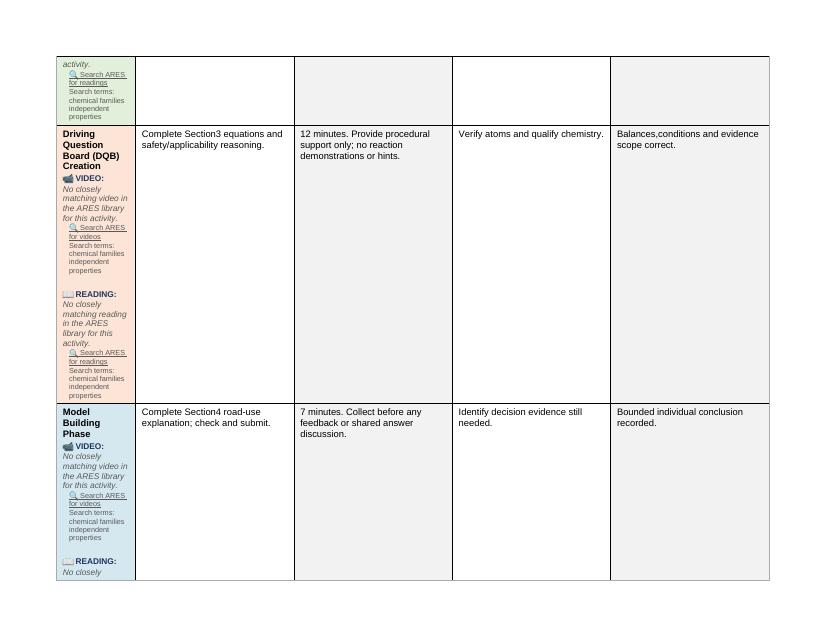 activity.
🔍 Search ARES
for readings
Search terms:
chemical families
independent
properties
Driving
Question
Board (DQB)
Creation
📹 VIDEO:
No closely
matching video in
the ARES library
for this activity.
🔍 Search ARES
for videos
Search terms:
chemical families
independent
properties
📖 READING:
No closely
matching reading
in the ARES
library for this
activity.
🔍 Search ARES
for readings
Search terms:
chemical families
independent
properties
Complete Section3 equations and
safety/applicability reasoning.
12 minutes. Provide procedural
support only; no reaction
demonstrations or hints.
Verify atoms and qualify chemistry.
Balances,conditions and evidence
scope correct.
Model
Building
Phase
📹 VIDEO:
No closely
matching video in
the ARES library
for this activity.
🔍 Search ARES
for videos
Search terms:
chemical families
independent
properties
📖 READING:
No closely
Complete Section4 road-use
explanation; check and submit.
7 minutes. Collect before any
feedback or shared answer
discussion.
Identify decision evidence still
needed.
Bounded individual conclusion
recorded.